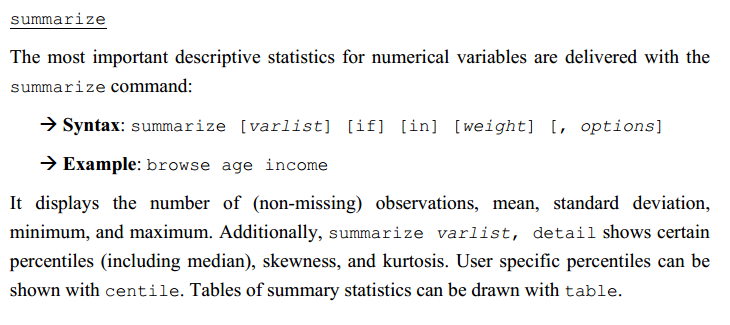 summarize
The most important descriptive statistics for numerical variables are delivered with the
summarize command:
→ Syntax: summarize [varlist] [if] [in] [weight] [, options]
→ Example: browse age income
It displays the number of (non-missing) observations, mean, standard deviation,
minimum, and maximum. Additionally, summarize varlist, detail shows certain
percentiles (including median), skewness, and kurtosis. User specific percentiles can be
shown with centile. Tables of summary statistics can be drawn with table.